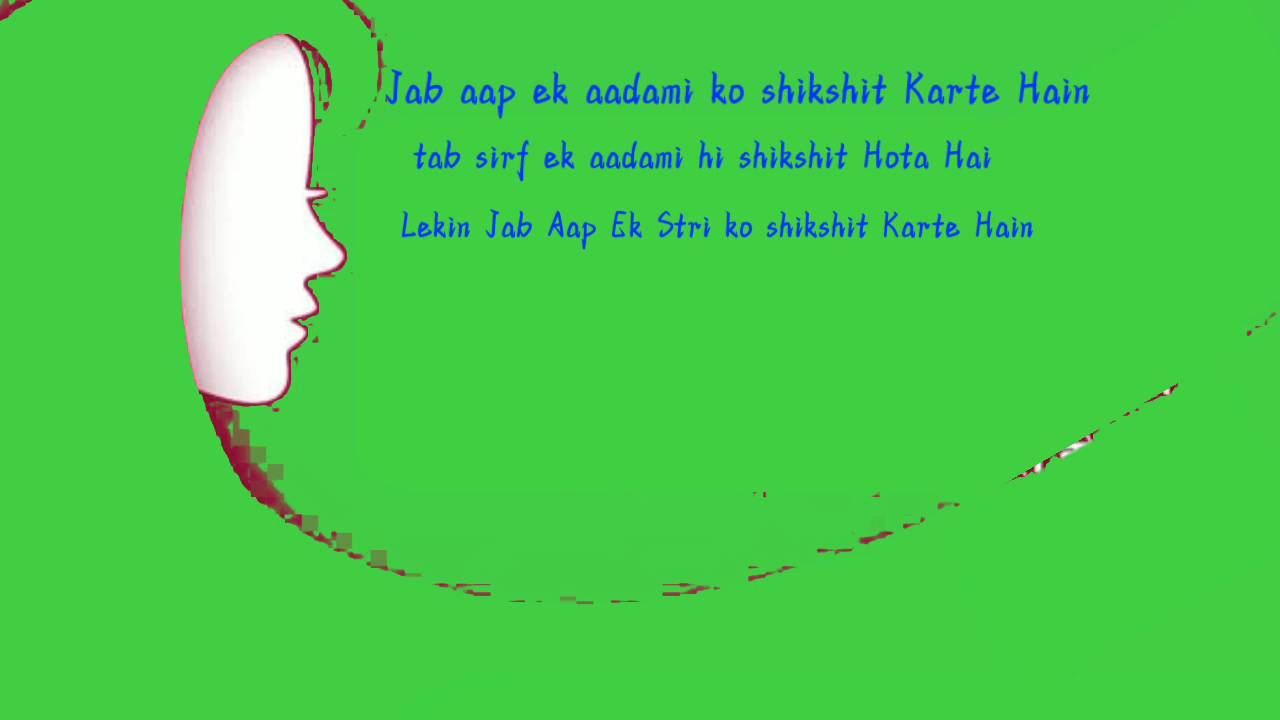 Jab aap ek aadami ko shikshit Karte Hain
tab sirf ek aadami hi shikshit Hota Hai
Lekin Jab Aap Ek Stri ko shikshit Karte Hain